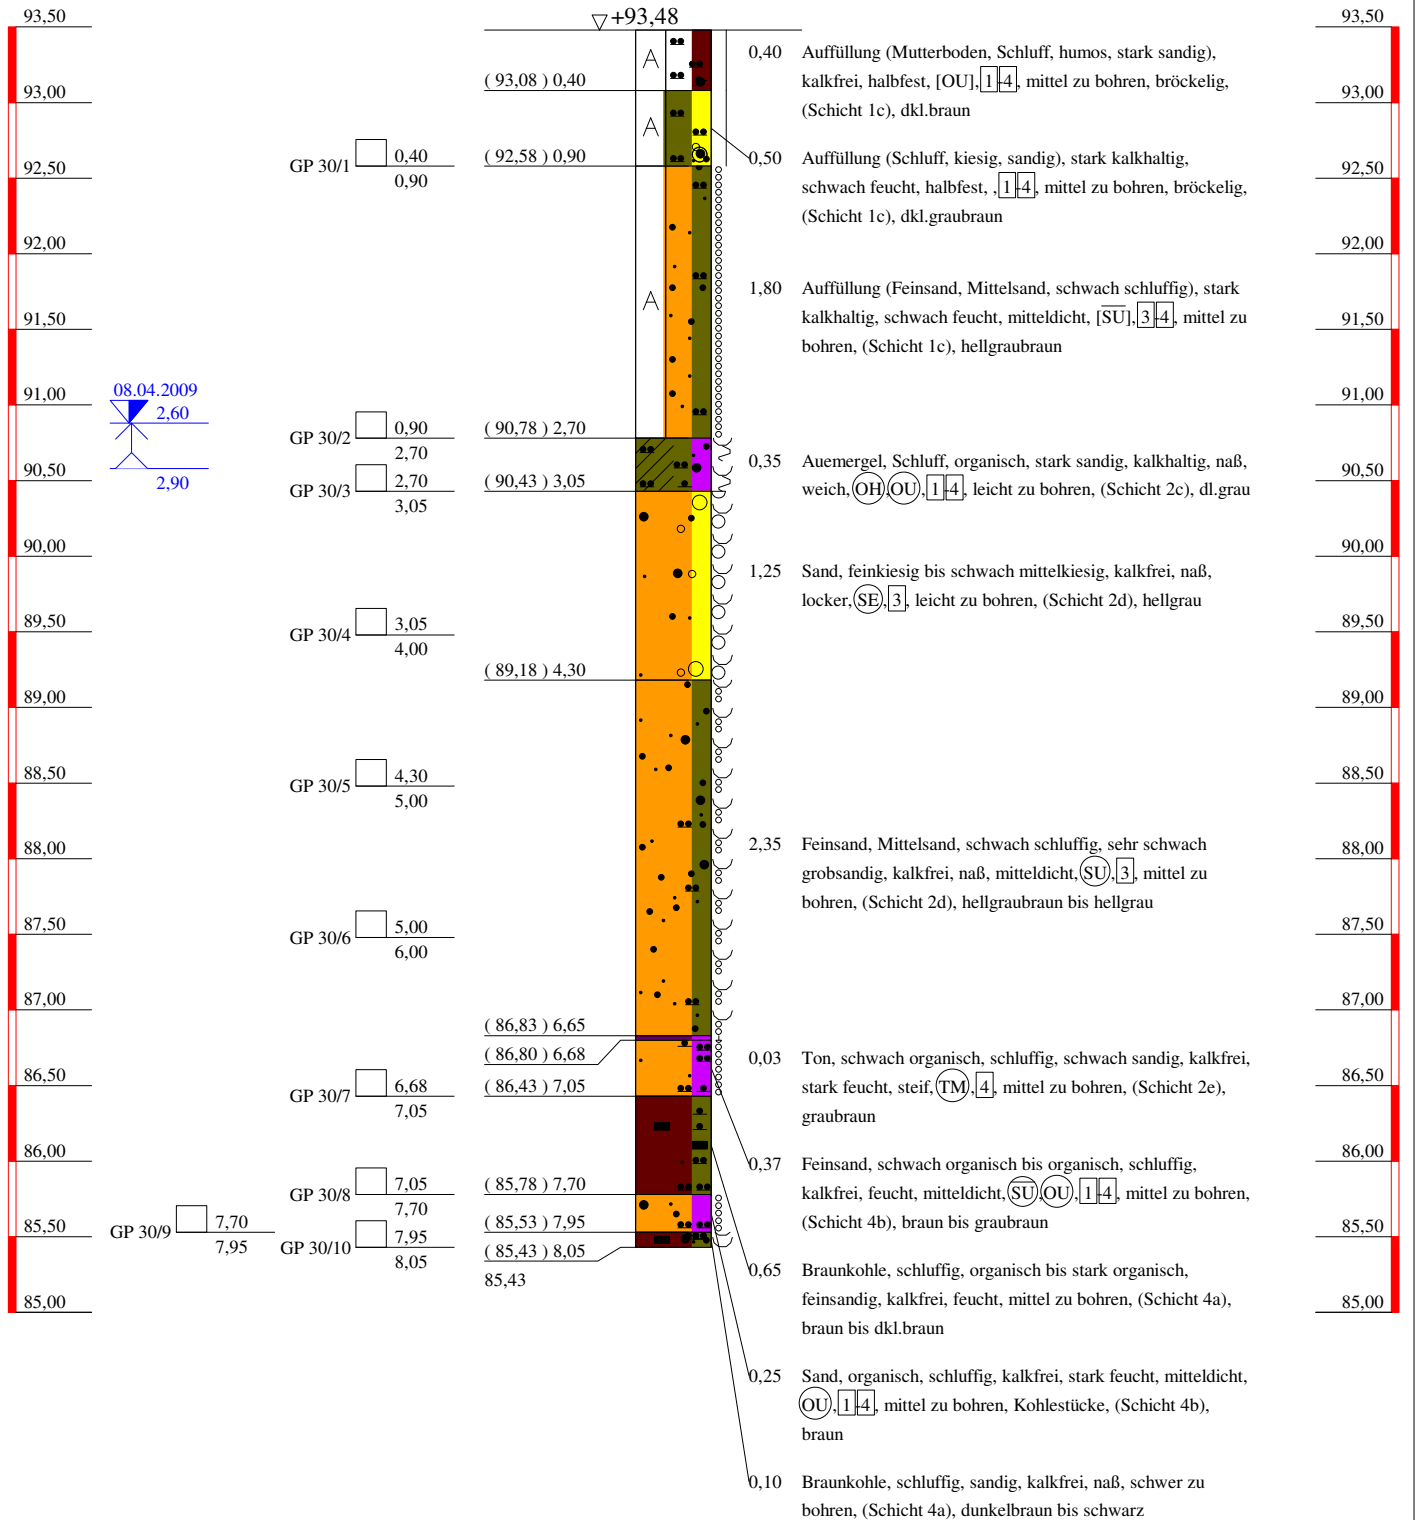 +93,48
93,50
93,00
92,50
92,00
91,50
91,00
90,50
90,00
89,50
89,00
88,50
88,00
87,50
87,00
86,50
86,00
85,50
85,00
08.04.2009
2,60
2,90
GP 30/1 0,40
0,90
GP 30/2 0,90
2,70
GP 30/3 2,70
3,05
GP 30/4 3,05
4,00
GP 30/5 4,30
5,00
GP 30/6 5,00
6,00
GP 30/7 6,68
7,05
GP 30/8 7,05
7,70
GP 30/9 7,70
7,95
GP 30/10 7,95
8,05
( 93,08 ) 0,40
( 92,58 ) 0,90
( 90,78 ) 2,70
( 90,43 ) 3,05
( 89,18 ) 4,30
( 86,83 ) 6,65
( 86,80 ) 6,68
( 86,43 ) 7,05
( 85,78 ) 7,70
( 85,53 ) 7,95
( 85,43 ) 8,05
85,43
A
A
A
0,40 Auffüllung (Mutterboden, Schluff, humos, stark sandig),
kalkfrei, halbfest, [OU], 1-4, mittel zu bohren, bröckelig,
(Schicht 1c), dkl.braun
0,50 Auffüllung (Schluff, kiesig, sandig), stark kalkhaltig,
schwach feucht, halbfest, , 1-4, mittel zu bohren, bröckelig,
(Schicht 1c), dkl.graubraun
1,80 Auffüllung (Feinsand, Mittelsand, schwach schluffig), stark
kalkhaltig, schwach feucht, mitteldicht, [S̅U̅], 3-4, mittel zu
bohren, (Schicht 1c), hellgraubraun
0,35 Auemergel, Schluff, organisch, stark sandig, kalkhaltig, naß,
weich, OH, OU, 1-4, leicht zu bohren, (Schicht 2c), dl.grau
1,25 Sand, feinkiesig bis schwach mittelkiesig, kalkfrei, naß,
locker, SE, 3, leicht zu bohren, (Schicht 2d), hellgrau
2,35 Feinsand, Mittelsand, schwach schluffig, sehr schwach
grobsandig, kalkfrei, naß, mitteldicht, SU, 3, mittel zu
bohren, (Schicht 2d), hellgraubraun bis hellgrau
0,03 Ton, schwach organisch, schluffig, schwach sandig, kalkfrei,
stark feucht, steif, TM, 4, mittel zu bohren, (Schicht 2e),
graubraun
0,37 Feinsand, schwach organisch bis organisch, schluffig,
kalkfrei, feucht, mitteldicht, S̅U̅, OU, 1-4, mittel zu bohren,
(Schicht 4b), braun bis graubraun
0,65 Braunkohle, schluffig, organisch bis stark organisch,
feinsandig, kalkfrei, feucht, mittel zu bohren, (Schicht 4a),
braun bis dkl.braun
0,25 Sand, organisch, schluffig, kalkfrei, stark feucht, mitteldicht,
OU, 1-4, mittel zu bohren, Kohlestücke, (Schicht 4b),
braun
0,10 Braunkohle, schluffig, sandig, kalkfrei, naß, schwer zu
bohren, (Schicht 4a), dunkelbraun bis schwarz
93,50
93,00
92,50
92,00
91,50
91,00
90,50
90,00
89,50
89,00
88,50
88,00
87,50
87,00
86,50
86,00
85,50
85,00